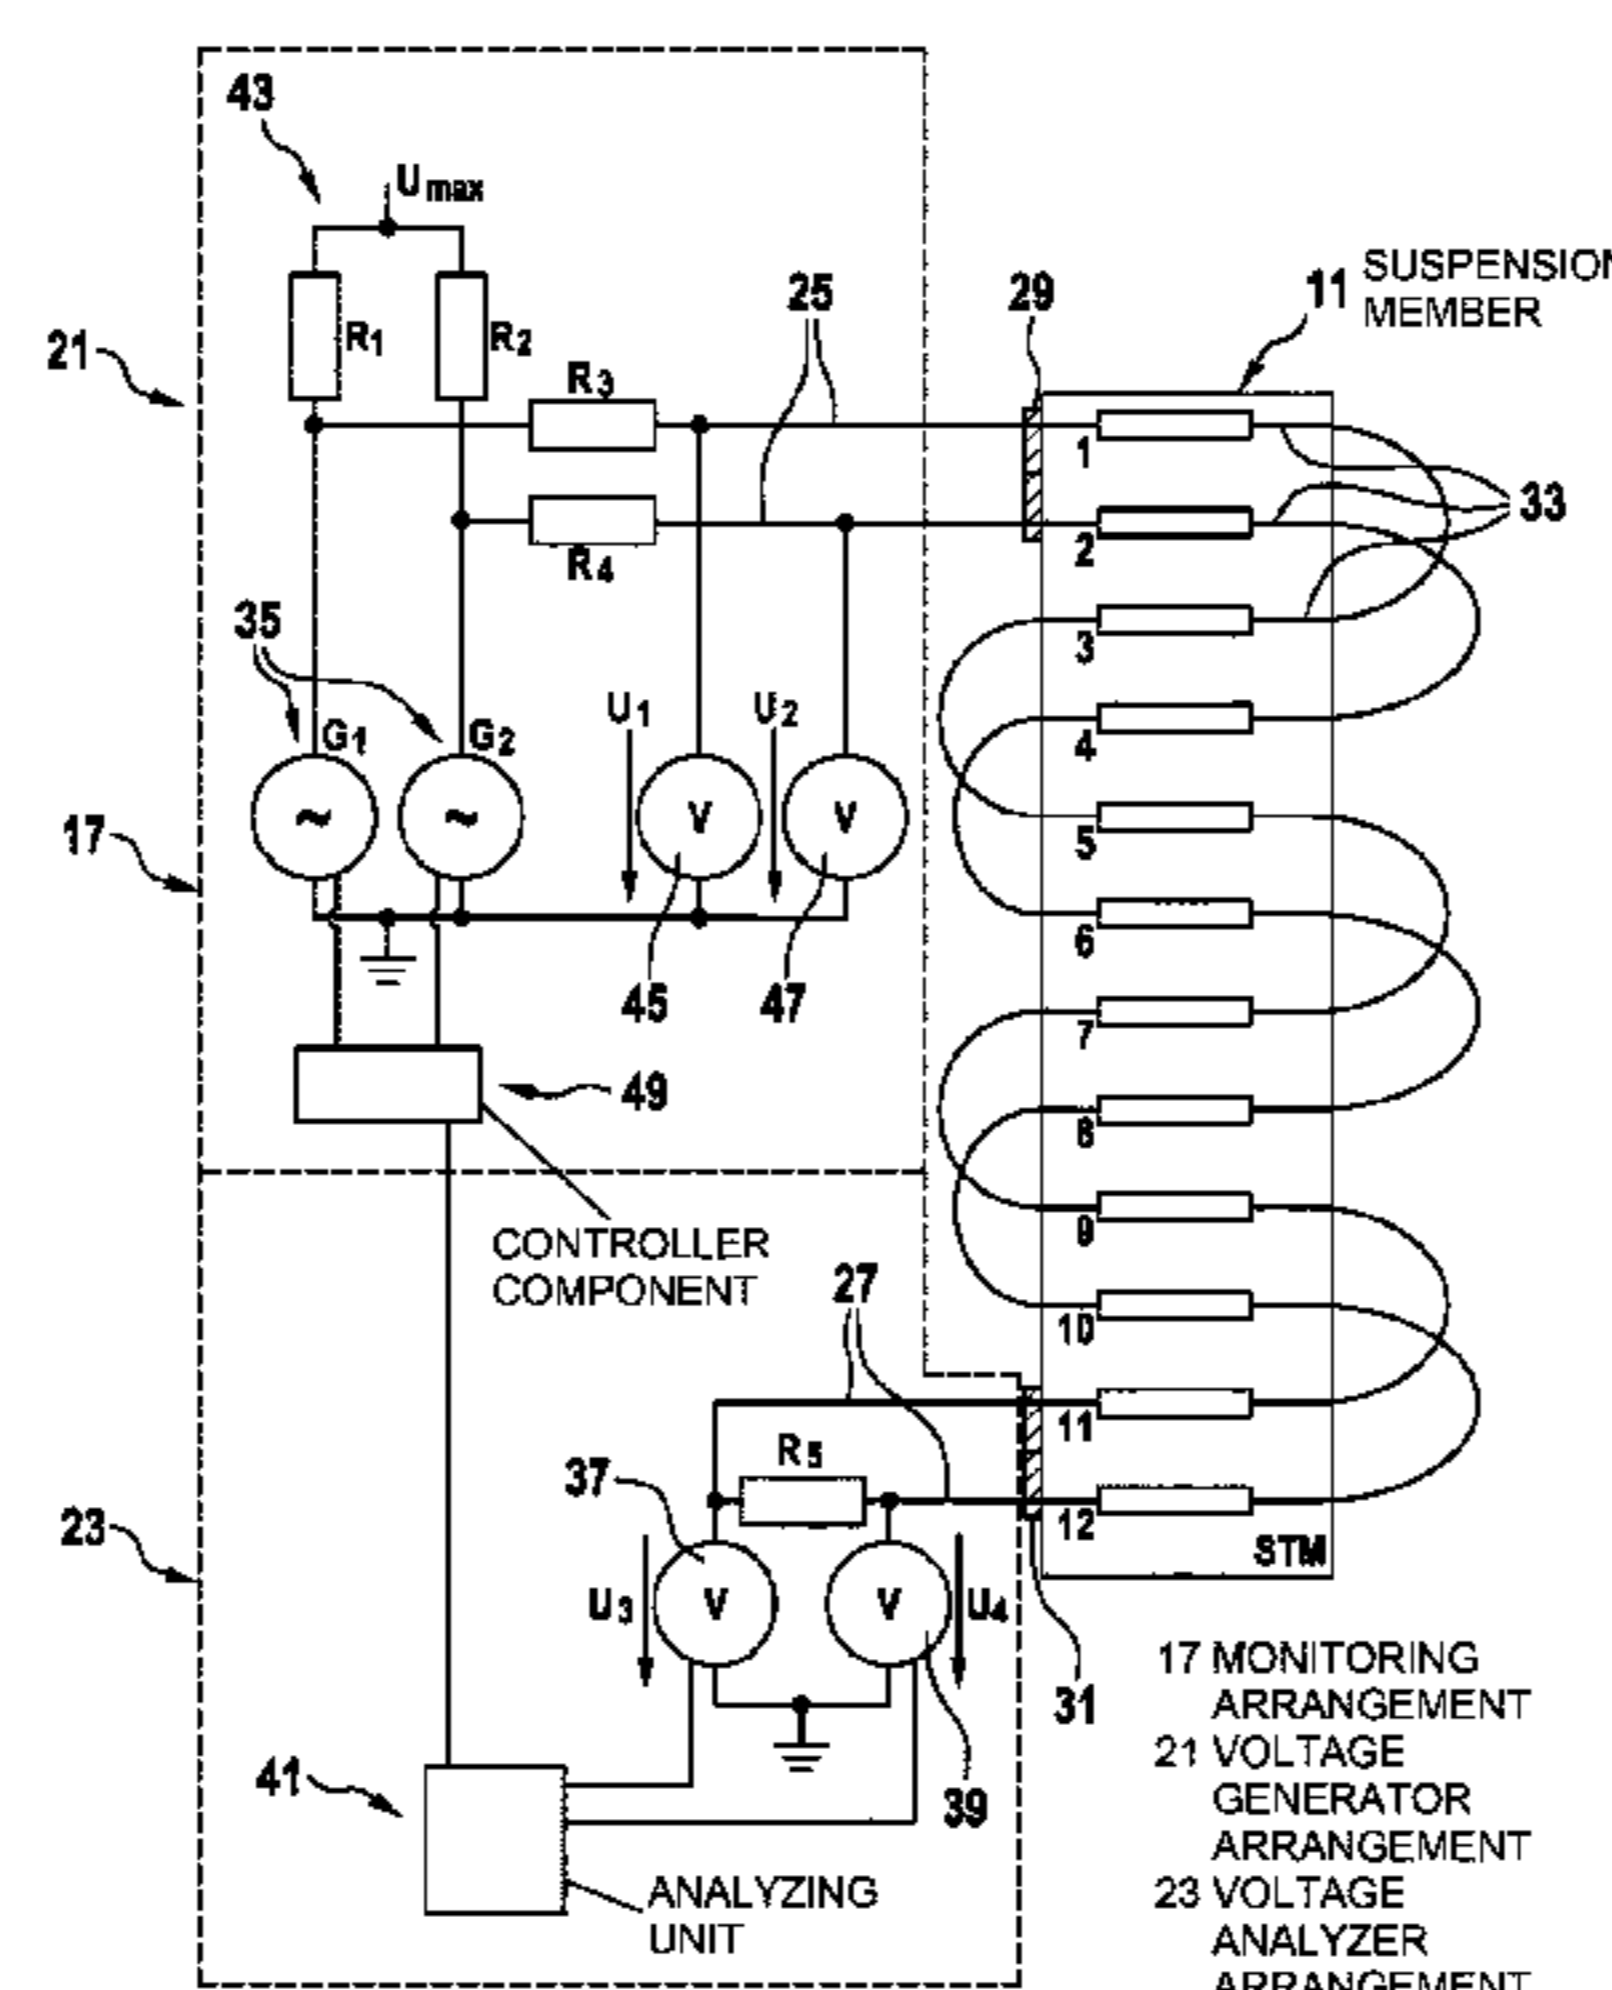 43
Umax
R1
R2
R3
R4
21
25
29
11
SUSPENSION
MEMBER
33
35
G1
G2
~
~
U1
U2
V
V
17
45
47
49
CONTROLLER
COMPONENT
1
2
3
4
5
6
7
8
9
10
11
12
STM
27
R5
37
23
U3
V
V
U4
31
39
41
ANALYZING
UNIT
17 MONITORING
ARRANGEMENT
21 VOLTAGE
GENERATOR
ARRANGEMENT
23 VOLTAGE
ANALYZER
ARRANGEMENT